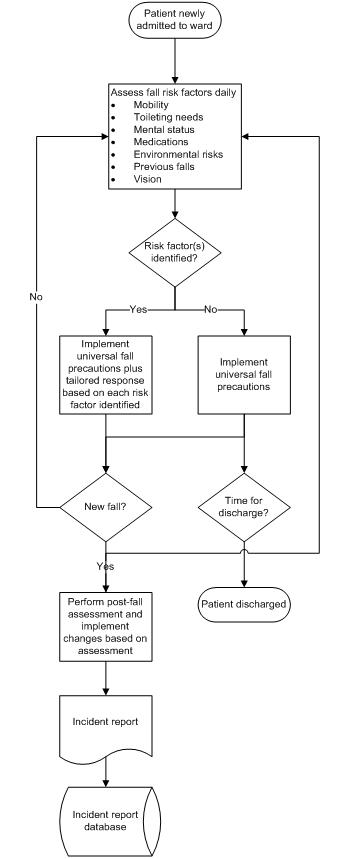 Patient newly
admitted to ward
Assess fall risk factors daily
• Mobility
• Toileting needs
• Mental status
• Medications
• Environmental risks
• Previous falls
• Vision
Risk factor(s)
identified?
No
Yes
No
Implement
universal fall
precautions plus
tailored response
based on each risk
factor identified
Implement
universal fall
precautions
New fall?
Time for
discharge?
Yes
Perform post-fall
assessment and
implement
changes based on
assessment
Patient discharged
Incident report
Incident report
database